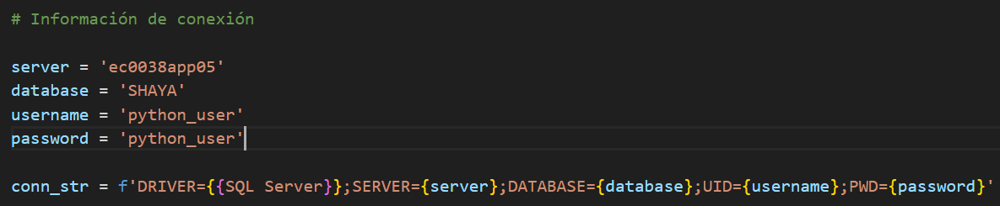 # Información de conexión
server = 'ec0038app05'
database = 'SHAYA'
username = 'python_user'
password = 'python_user'
conn_str = f'DRIVER={{SQL Server}};SERVER={server};DATABASE={database};UID={username};PWD={password}'